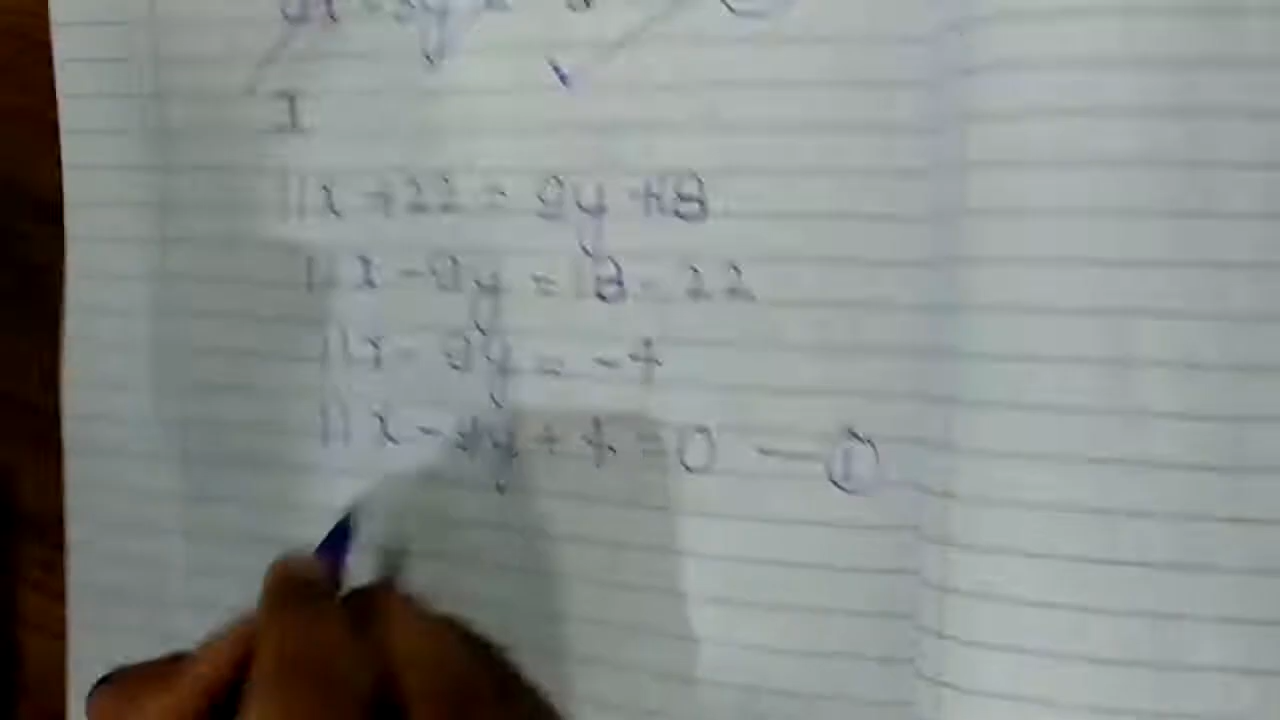 I
11x + 22 = 9y + 18
11x - 9y = 18 - 22
11x - 9y = -4
11x - 9y + 4 = 0 — ①